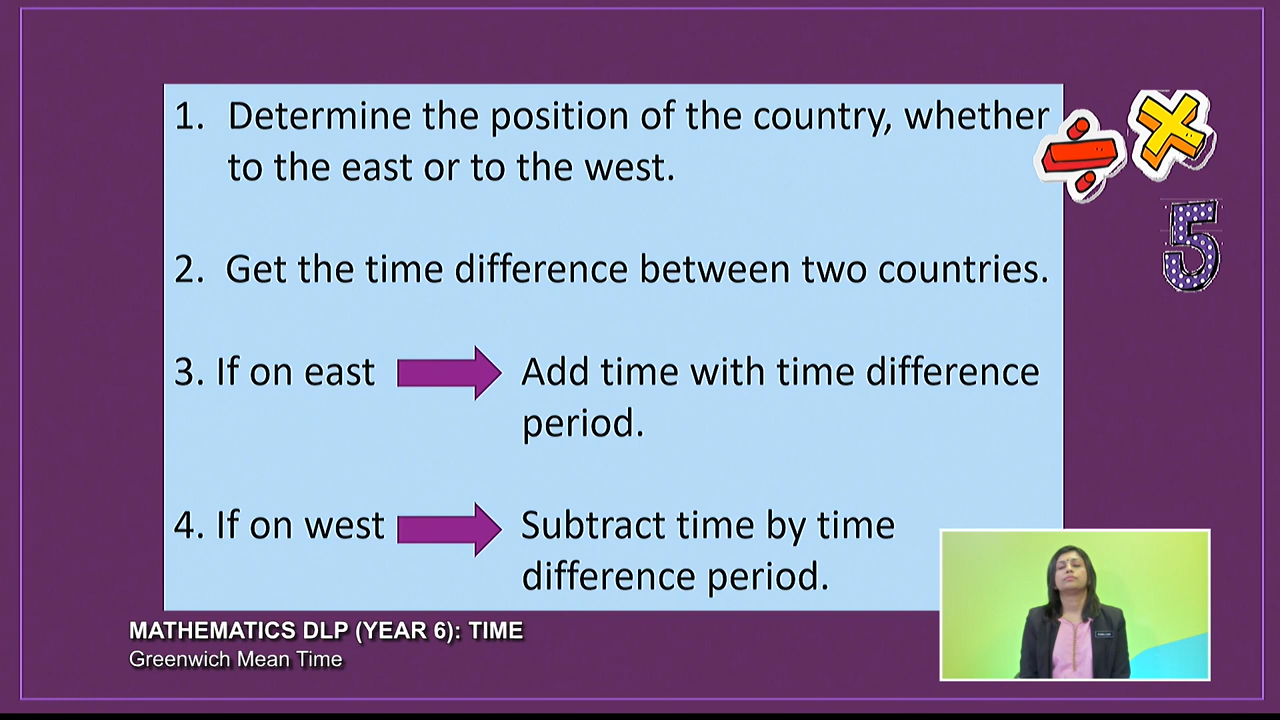 1. Determine the position of the country, whether
to the east or to the west.
2. Get the time difference between two countries.
3. If on east
Add time with time difference
period.
4. If on west
Subtract time by time
difference period.
5
MATHEMATICS DLP (YEAR 6): TIME
Greenwich Mean Time